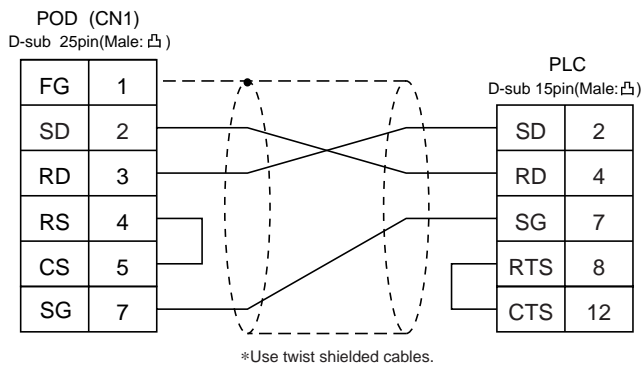 POD (CN1)
D-sub 25pin(Male: 凸)
FG 1
SD 2
RD 3
RS 4
CS 5
SG 7
PLC
D-sub 15pin(Male:凸)
SD 2
RD 4
SG 7
RTS 8
CTS 12
*Use twist shielded cables.